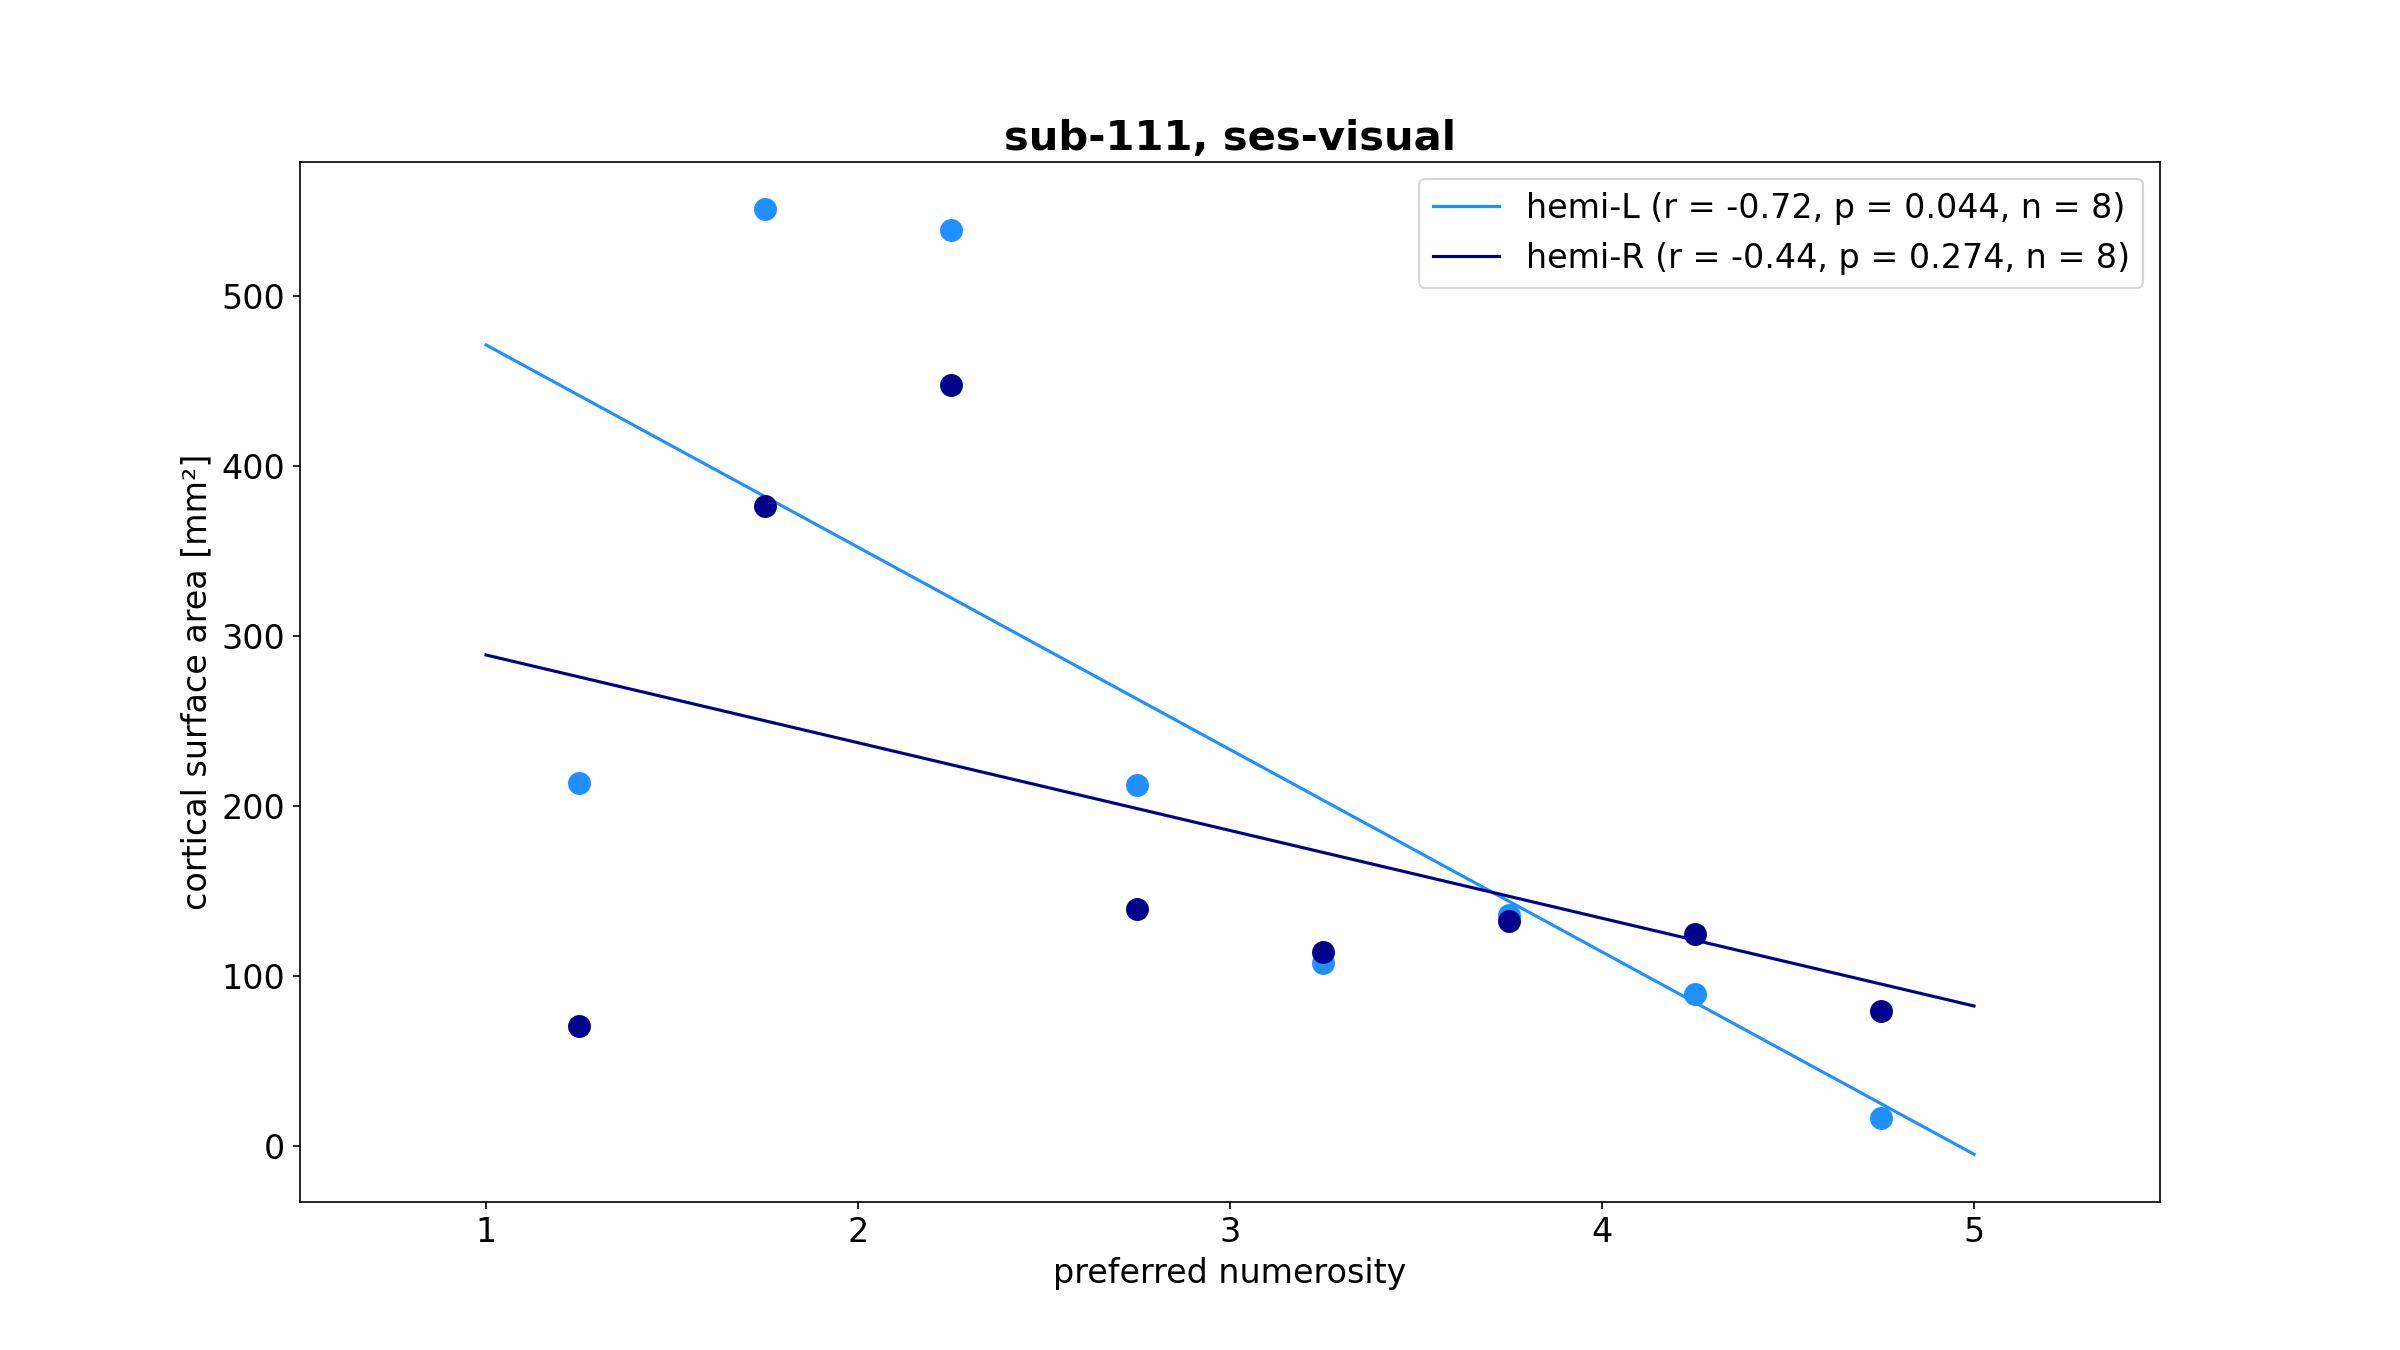 sub-111, ses-visual
hemi-L (r = -0.72, p = 0.044, n = 8)
hemi-R (r = -0.44, p = 0.274, n = 8)
cortical surface area [mm²]
500
400
300
200
100
0
1 2 3 4 5
preferred numerosity